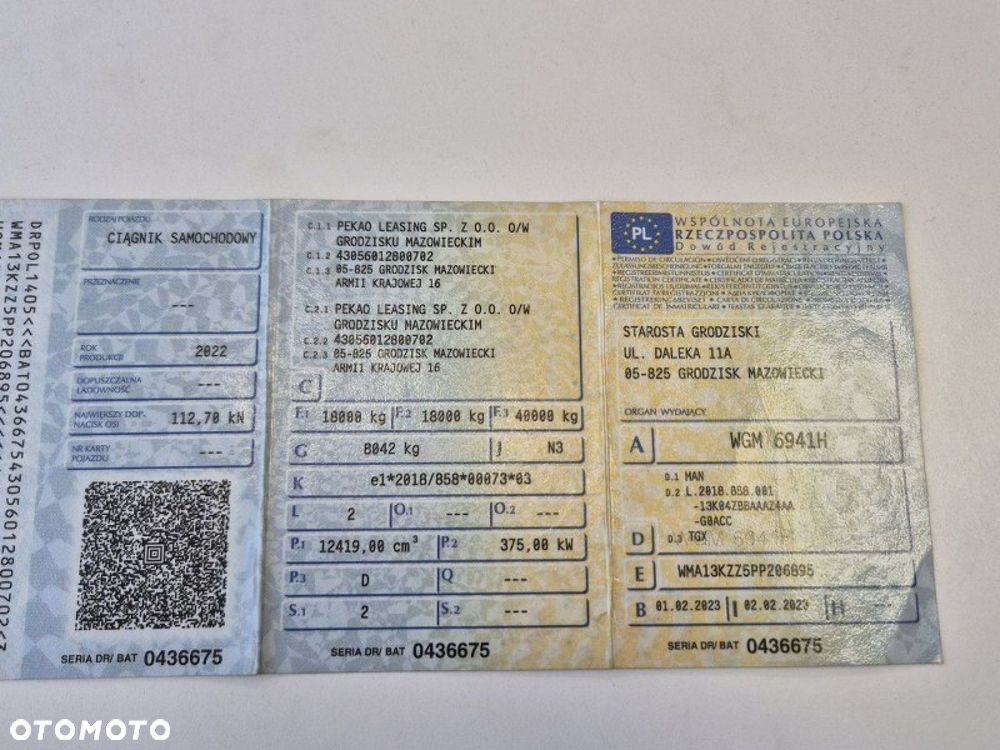 DRPOL1405<<<BAT0436675430560128007023
WMA13KZZ5PP206895<<<
RODZAJ POJAZDU
CIĄGNIK SAMOCHODOWY
PRZEZNACZENIE
---
ROK PRODUKCJI
2022
DOPUSZCZALNA ŁADOWNOŚĆ
---
NAJWIĘKSZY DOP. NACISK OSI
112,70 kN
NR KARTY POJAZDU
---
SERIA DR/ BAT 0436675
C.1.1 PEKAO LEASING SP. Z O.O. O/W
GRODZISKU MAZOWIECKIM
C.1.2 43056012800702
C.1.3 05-825 GRODZISK MAZOWIECKI
ARMII KRAJOWEJ 16
C.2.1 PEKAO LEASING SP. Z O.O. O/W
GRODZISKU MAZOWIECKIM
C.2.2 43056012800702
C.2.3 05-825 GRODZISK MAZOWIECKI
ARMII KRAJOWEJ 16
C
F.1 18000 kg F.2 18000 kg F.3 40000 kg
G 8042 kg J N3
K e1*2018/858*00073*03
L 2 O.1 --- O.2 ---
P.1 12419,00 cm³ P.2 375,00 kW
P.3 D Q ---
S.1 2 S.2 ---
SERIA DR/ BAT 0436675
PL
WSPÓLNOTA EUROPEJSKA
RZECZPOSPOLITA POLSKA
Dowód Rejestracyjny
STAROSTA GRODZISKI
UL. DALEKA 11A
05-825 GRODZISK MAZOWIECKI
ORGAN WYDAJĄCY
A WGM 6941H
D.1 MAN
D.2 L.2018.858.001
-13K04ZBBAAAZ4AA
-G0ACC
D D.3 TGX
E WMA13KZZ5PP206895
B 01.02.2023 I 02.02.2023 H
SERIA DR/ BAT 0436675
OTOMOTO